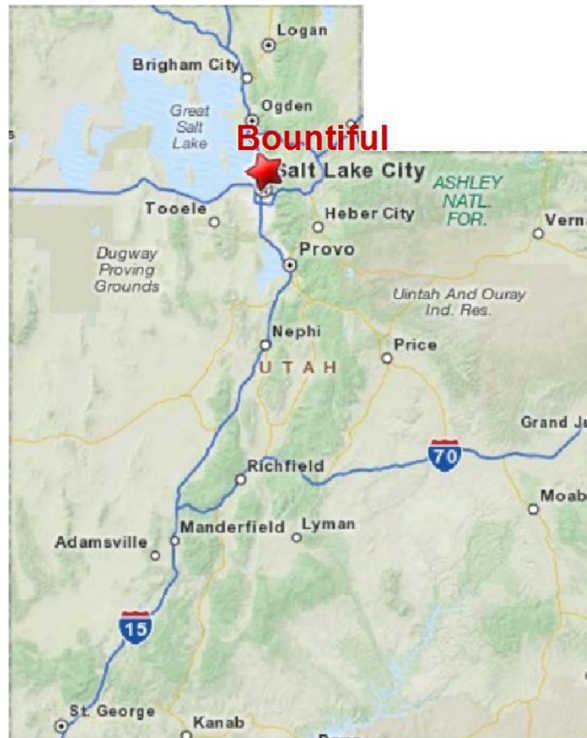 Logan
Brigham City
Great
Salt
Lake
Ogden
Bountiful
Salt Lake City
ASHLEY
NATL.
FOR.
Tooele
Heber City
Dugway
Proving
Grounds
Provo
Uintah And Ouray
Ind. Res.
Nephi
Price
UTAH
70
Richfield
Moab
Manderfield
Lyman
Adamsville
15
St. George
Kanab